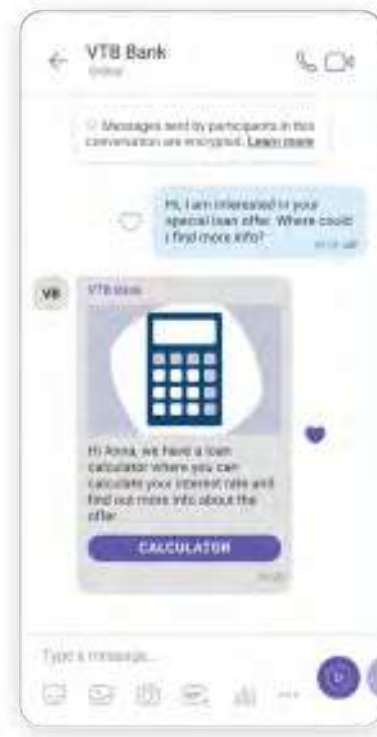 VTB Bank
Online
Messages sent by participants in this
conversation are encrypted. Learn more
Hi, I am interested in your
special loan offer. Where could
I find more info?
VB
VTB Bank
Hi Anna, we have a loan
calculator where you can
calculate your interest rate and
find out more info about the
offer
CALCULATOR
Type a message...